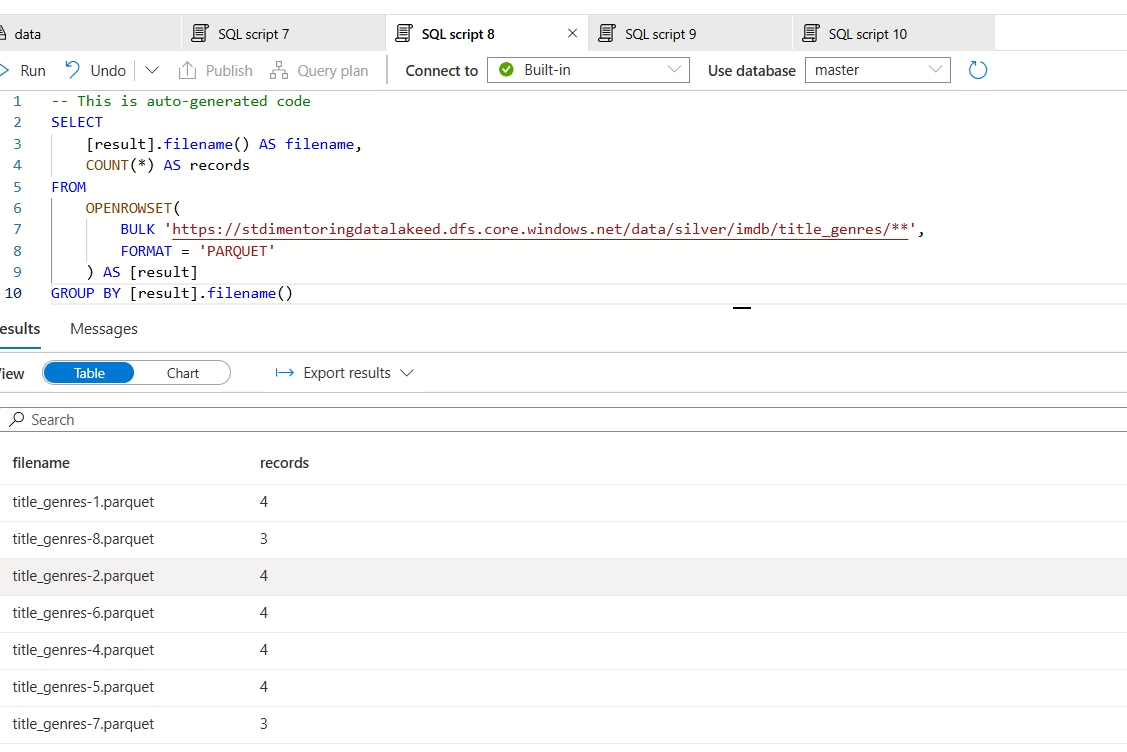 data SQL script 7 SQL script 8 SQL script 9 SQL script 10
Run Undo Publish Query plan Connect to Built-in Use database master
1 -- This is auto-generated code
2 SELECT
3 [result].filename() AS filename,
4 COUNT(*) AS records
5 FROM
6 OPENROWSET(
7 BULK 'https://stdimentoringdatalakeed.dfs.core.windows.net/data/silver/imdb/title_genres/**',
8 FORMAT = 'PARQUET'
9 ) AS [result]
10 GROUP BY [result].filename()
esults Messages
iew Table Chart Export results
Search
filename records
title_genres-1.parquet 4
title_genres-8.parquet 3
title_genres-2.parquet 4
title_genres-6.parquet 4
title_genres-4.parquet 4
title_genres-5.parquet 4
title_genres-7.parquet 3